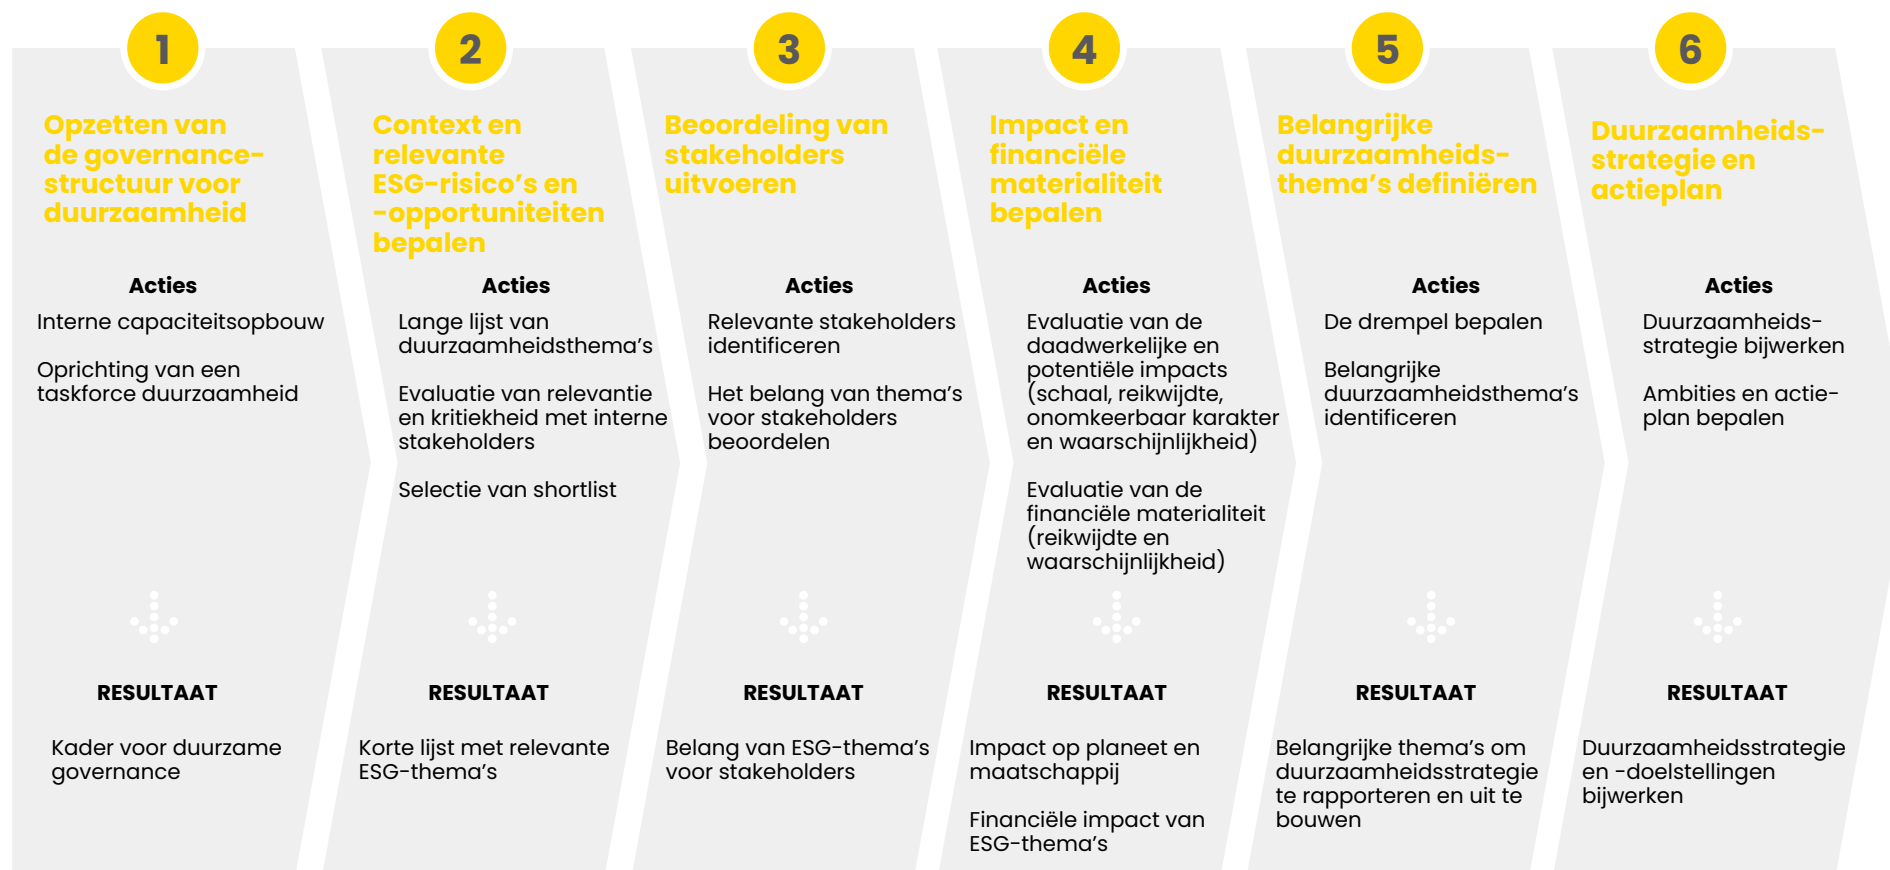 1
Opzetten van
de governance-
structuur voor
duurzaamheid
Acties
Interne capaciteitsopbouw
Oprichting van een
taskforce duurzaamheid
RESULTAAT
Kader voor duurzame
governance
2
Context en
relevante
ESG-risico’s en
-opportuniteiten
bepalen
Acties
Lange lijst van
duurzaamheidsthema’s
Evaluatie van relevantie
en kritiekheid met interne
stakeholders
Selectie van shortlist
RESULTAAT
Korte lijst met relevante
ESG-thema’s
3
Beoordeling van
stakeholders
uitvoeren
Acties
Relevante stakeholders
identificeren
Het belang van thema’s
voor stakeholders
beoordelen
RESULTAAT
Belang van ESG-thema’s
voor stakeholders
4
Impact en
financiële
materialiteit
bepalen
Acties
Evaluatie van de
daadwerkelijke en
potentiële impacts
(schaal, reikwijdte,
onomkeerbaar karakter
en waarschijnlijkheid)
Evaluatie van de
financiële materialiteit
(reikwijdte en
waarschijnlijkheid)
RESULTAAT
Impact op planeet en
maatschappij
Financiële impact van
ESG-thema’s
5
Belangrijke
duurzaamheids-
thema’s definiëren
Acties
De drempel bepalen
Belangrijke
duurzaamheidsthema’s
identificeren
RESULTAAT
Belangrijke thema’s om
duurzaamheidsstrategie
te rapporteren en uit te
bouwen
6
Duurzaamheids-
strategie en
actieplan
Acties
Duurzaamheids-
strategie bijwerken
Ambities en actie-
plan bepalen
RESULTAAT
Duurzaamheidsstrategie
en -doelstellingen
bijwerken